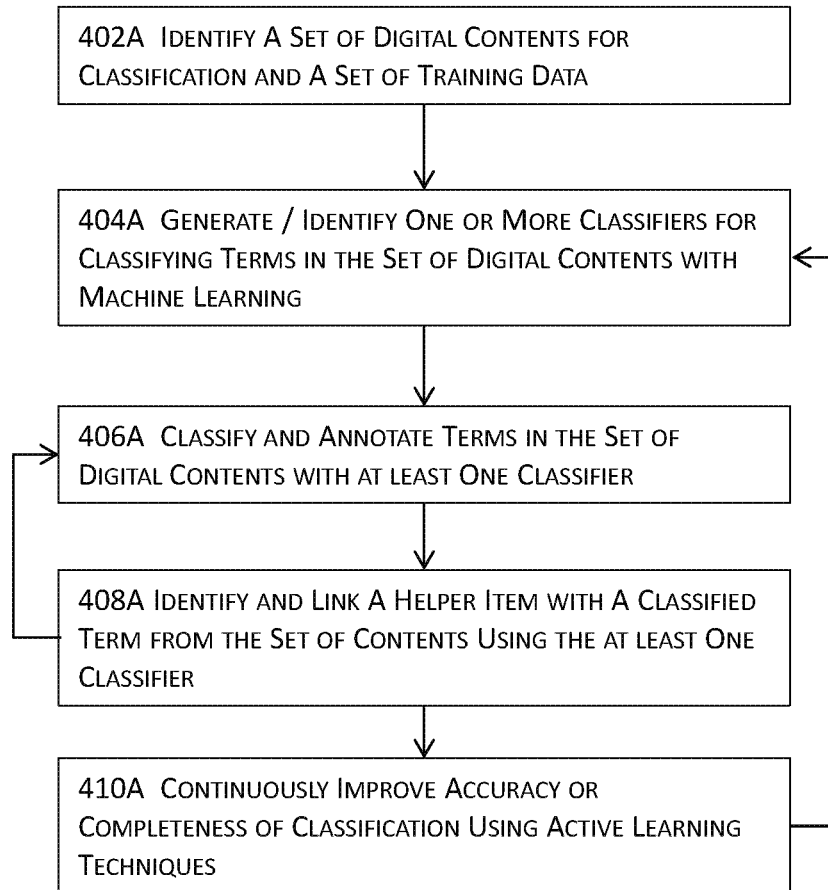 402A IDENTIFY A SET OF DIGITAL CONTENTS FOR
CLASSIFICATION AND A SET OF TRAINING DATA
404A GENERATE / IDENTIFY ONE OR MORE CLASSIFIERS FOR
CLASSIFYING TERMS IN THE SET OF DIGITAL CONTENTS WITH
MACHINE LEARNING
406A CLASSIFY AND ANNOTATE TERMS IN THE SET OF
DIGITAL CONTENTS WITH AT LEAST ONE CLASSIFIER
408A IDENTIFY AND LINK A HELPER ITEM WITH A CLASSIFIED
TERM FROM THE SET OF CONTENTS USING THE AT LEAST ONE
CLASSIFIER
410A CONTINUOUSLY IMPROVE ACCURACY OR
COMPLETENESS OF CLASSIFICATION USING ACTIVE LEARNING
TECHNIQUES